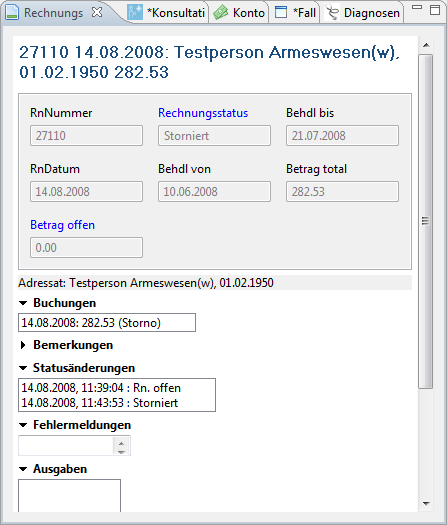 Rechnungs *Konsultati Konto *Fall Diagnosen
27110 14.08.2008: Testperson Armeswesen(w),
01.02.1950 282.53
RnNummer Rechnungsstatus Behdl bis
27110 Storniert 21.07.2008
RnDatum Behdl von Betrag total
14.08.2008 10.06.2008 282.53
Betrag offen
0.00
Adressat: Testperson Armeswesen(w), 01.02.1950
Buchungen
14.08.2008: 282.53 (Storno)
Bemerkungen
Statusänderungen
14.08.2008, 11:39:04 : Rn. offen
14.08.2008, 11:43:53 : Storniert
Fehlermeldungen
Ausgaben